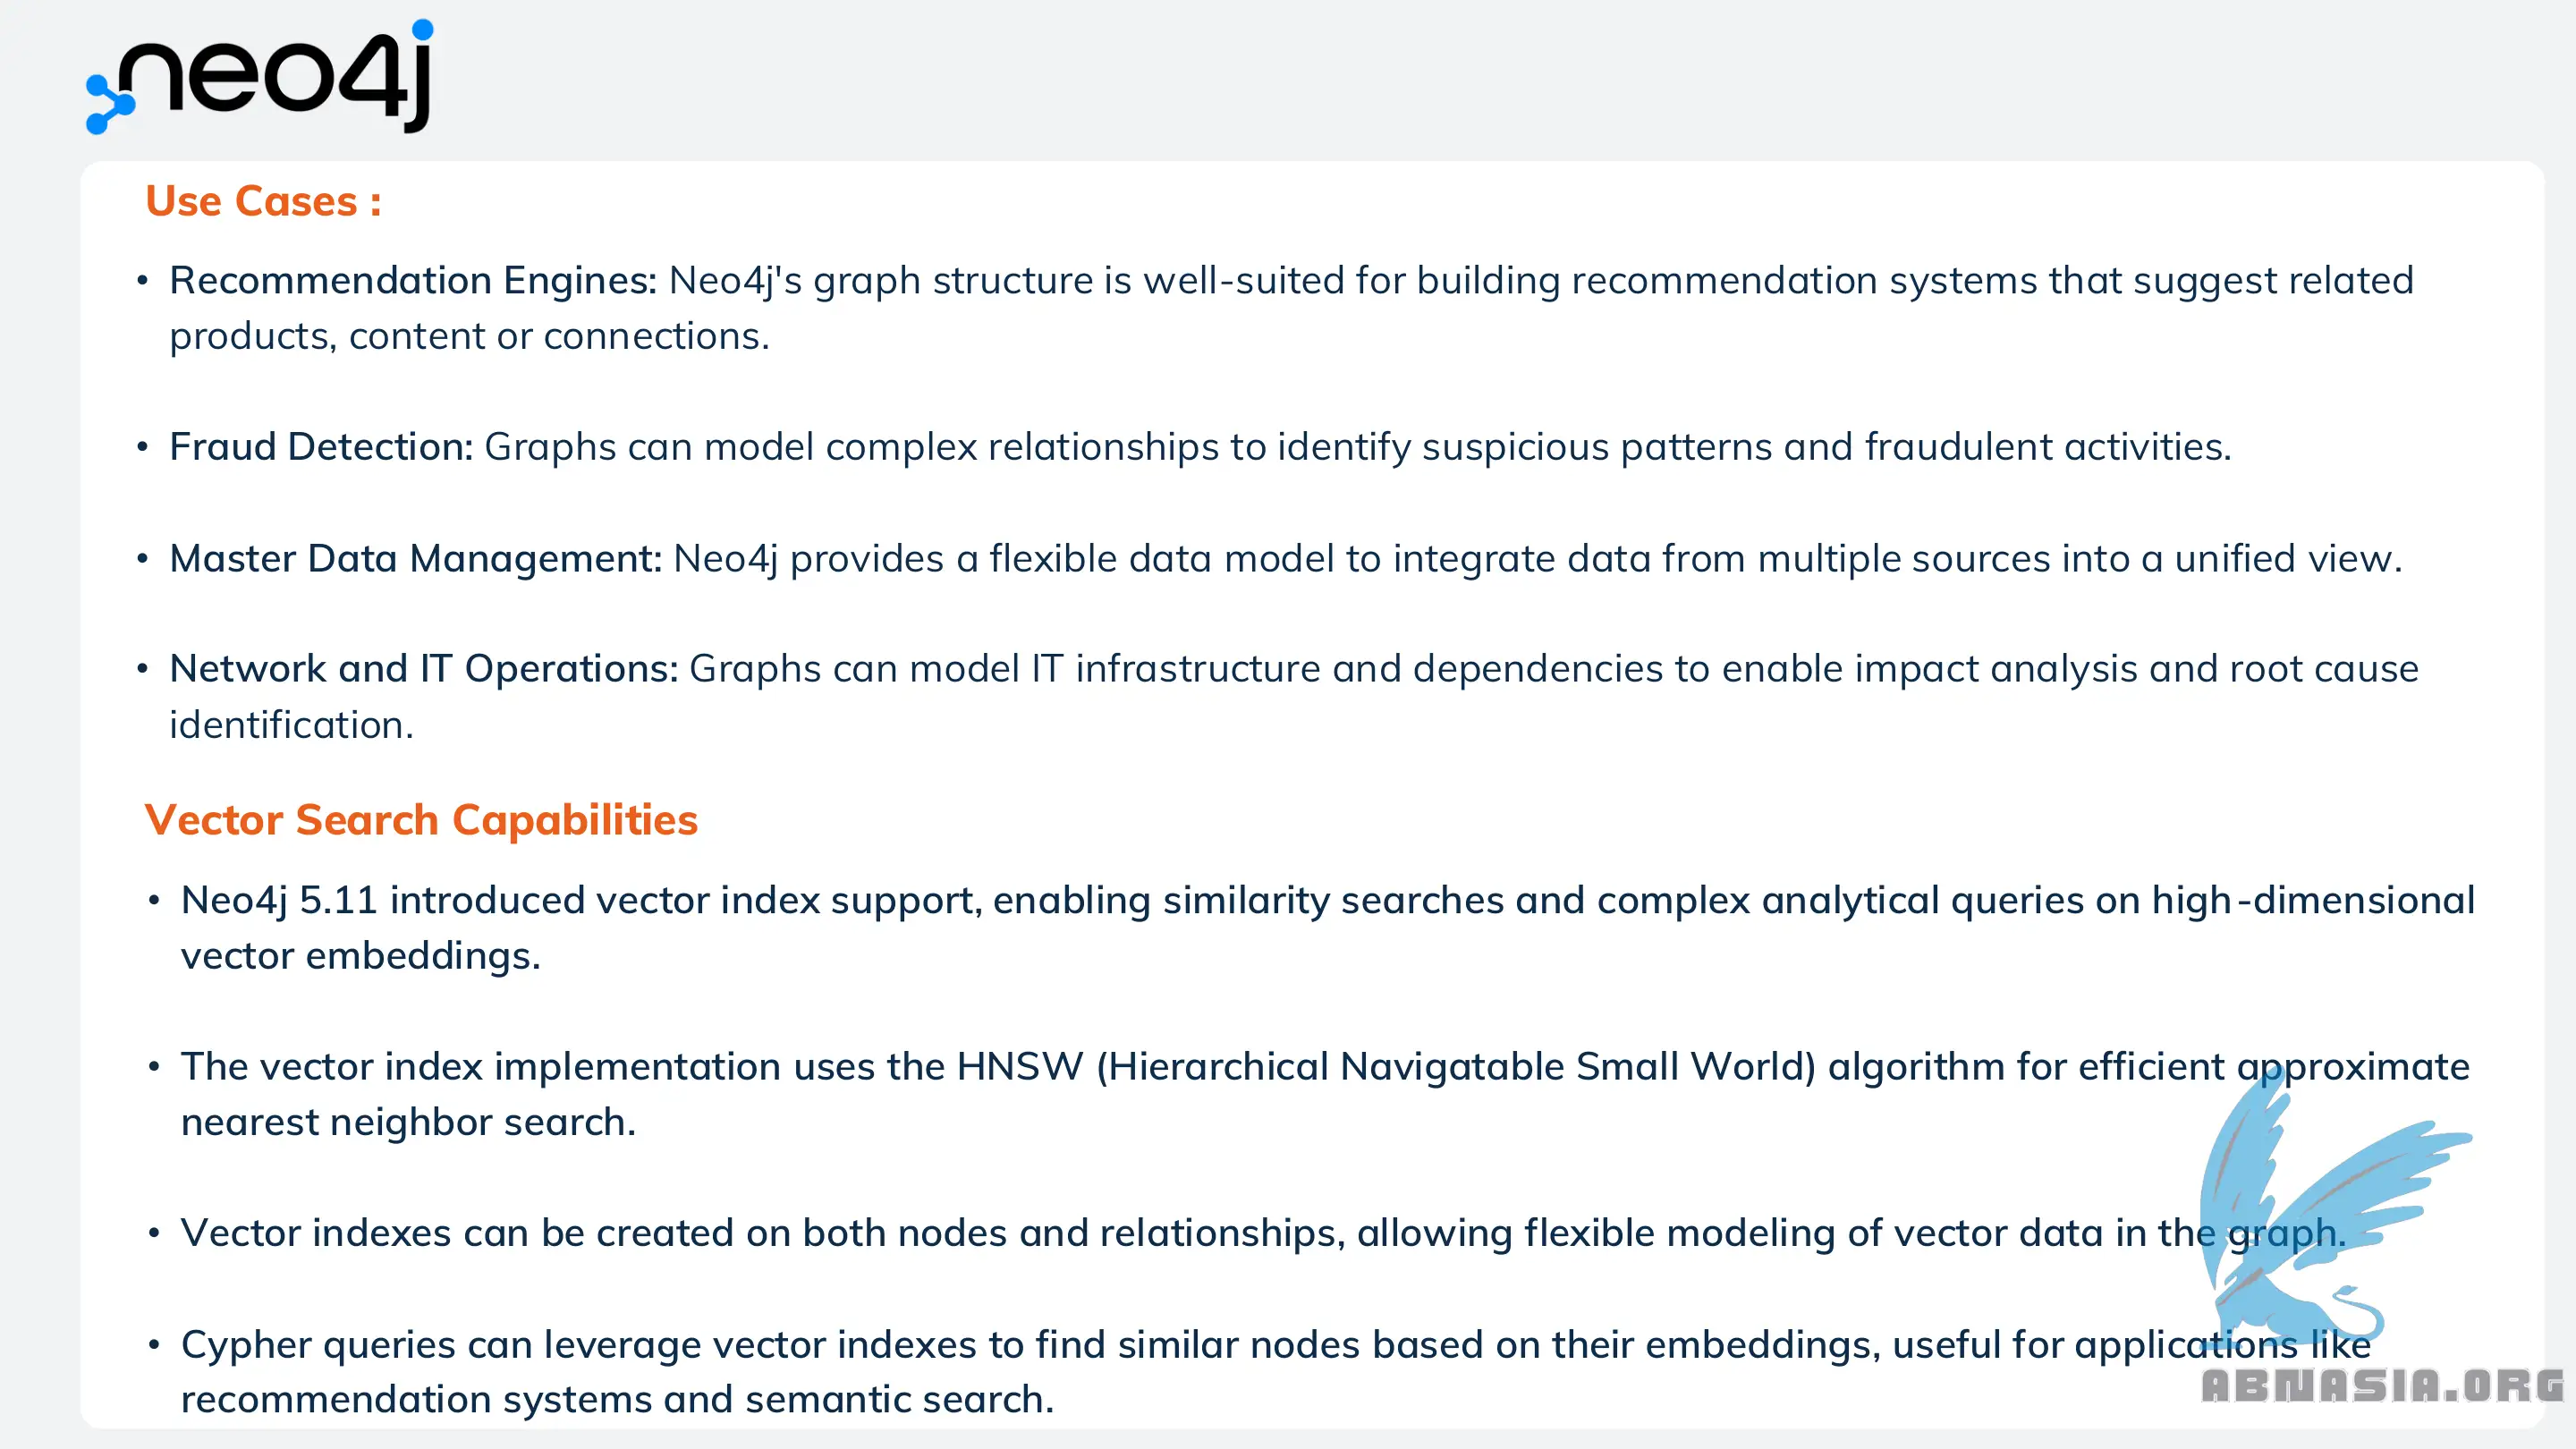 neo4j
Use Cases :
• Recommendation Engines: Neo4j's graph structure is well-suited for building recommendation systems that suggest related
products, content or connections.
• Fraud Detection: Graphs can model complex relationships to identify suspicious patterns and fraudulent activities.
• Master Data Management: Neo4j provides a flexible data model to integrate data from multiple sources into a unified view.
• Network and IT Operations: Graphs can model IT infrastructure and dependencies to enable impact analysis and root cause
identification.
Vector Search Capabilities
• Neo4j 5.11 introduced vector index support, enabling similarity searches and complex analytical queries on high-dimensional
vector embeddings.
• The vector index implementation uses the HNSW (Hierarchical Navigatable Small World) algorithm for efficient approximate
nearest neighbor search.
• Vector indexes can be created on both nodes and relationships, allowing flexible modeling of vector data in the graph.
• Cypher queries can leverage vector indexes to find similar nodes based on their embeddings, useful for applications like
recommendation systems and semantic search.
ABNASIA.ORG